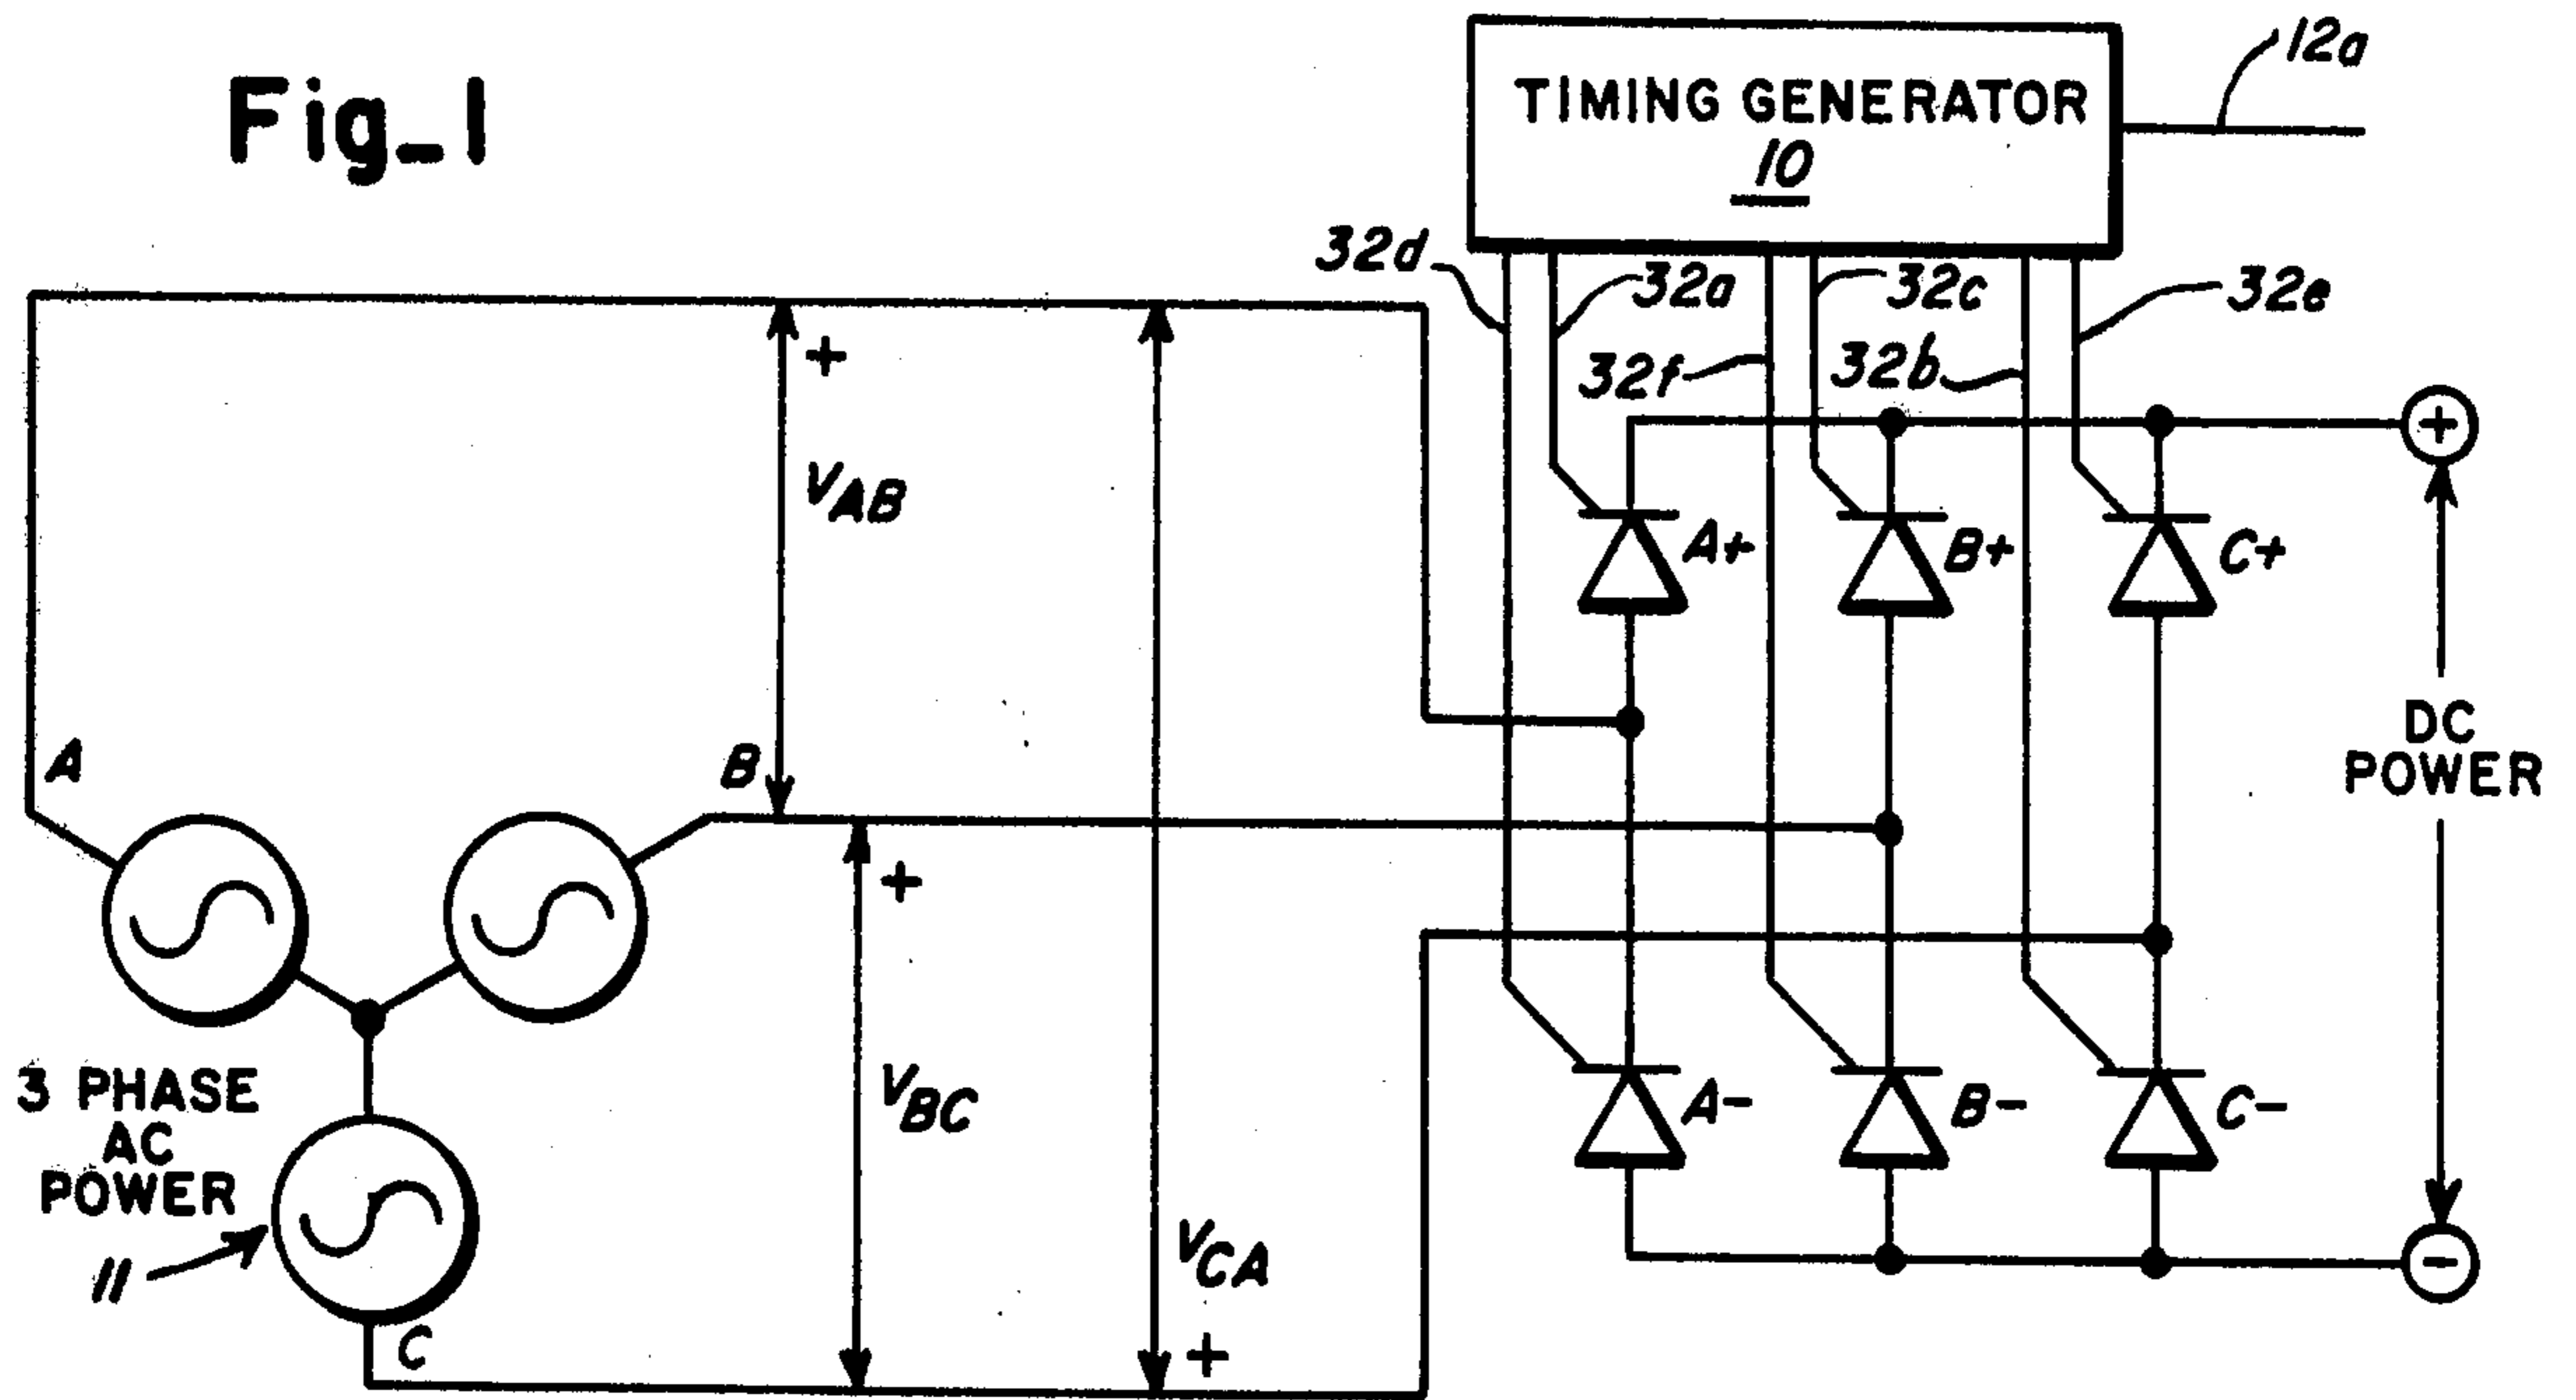 Fig_1
TIMING GENERATOR
10
12a
32d
32a
32c
32e
32f
32b
+
+
VAB
A+
B+
C+
DC
POWER
A
B
+
3 PHASE
AC
POWER
11
VBC
A-
B-
C-
VCA
-
C
+